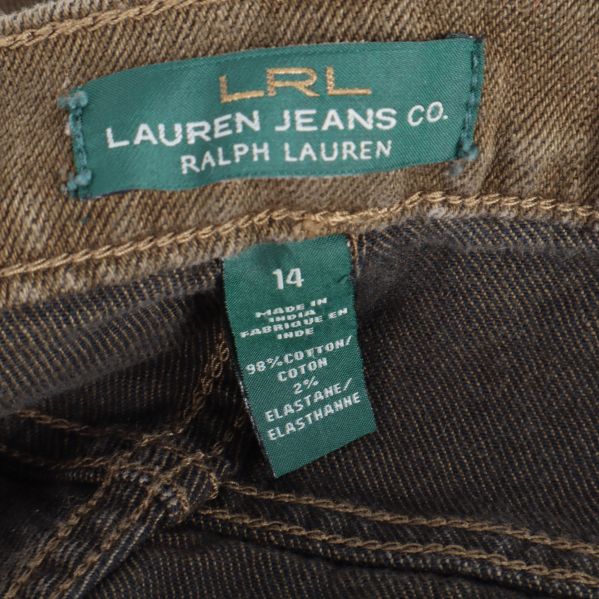 LRL
LAUREN JEANS CO.
RALPH LAUREN
14
MADE IN
INDIA
FABRIQUE EN
INDE
98% COTTON/
COTON
2%
ELASTANE/
ELASTHANNE